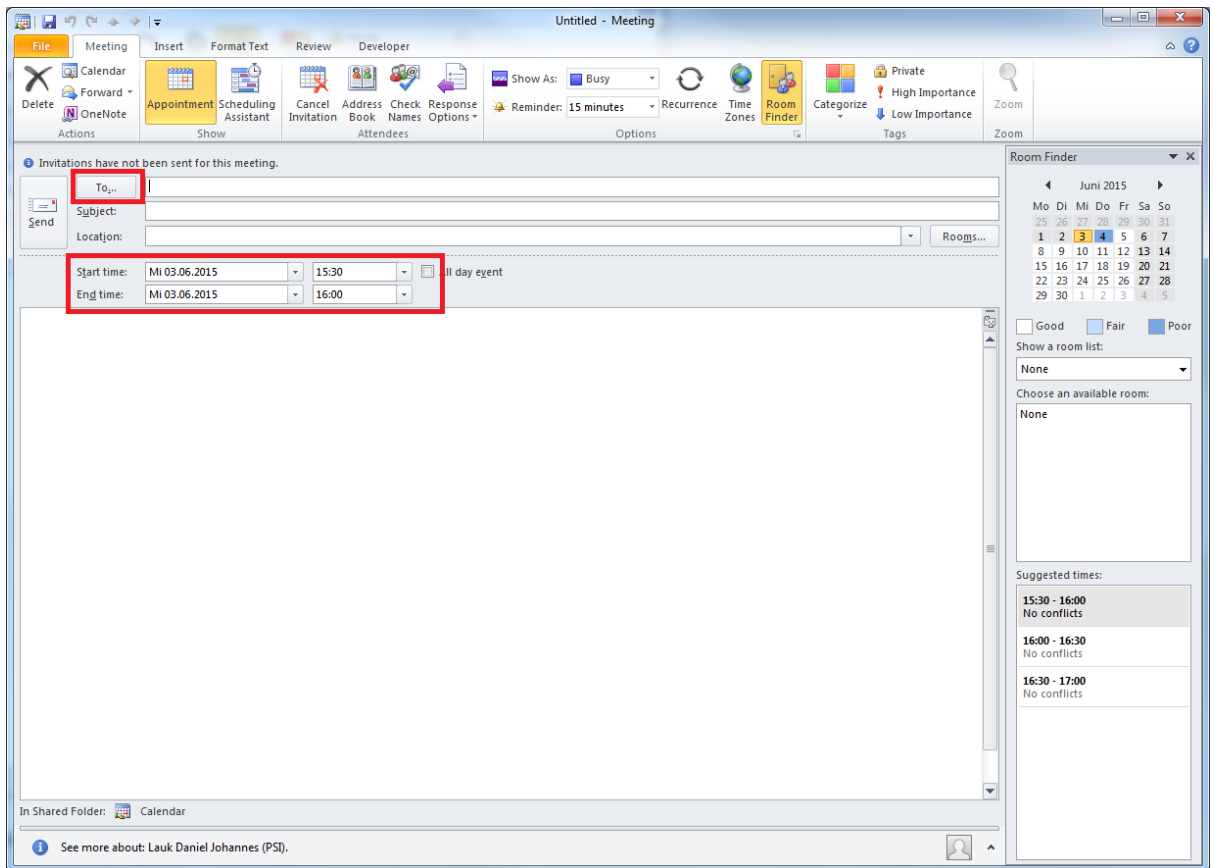 Untitled - Meeting
File Meeting Insert Format Text Review Developer
Delete
Calendar
Forward
OneNote
Actions
Appointment Scheduling Assistant
Show
Cancel Invitation Address Book Check Names Response Options
Attendees
Show As: Busy
Reminder: 15 minutes
Recurrence Time Zones Room Finder
Options
Categorize
Private
High Importance
Low Importance
Tags
Zoom
Zoom
Invitations have not been sent for this meeting.
Send
To...
Subject:
Location: Rooms...
Start time: Mi 03.06.2015 15:30 All day event
End time: Mi 03.06.2015 16:00
Room Finder
Juni 2015
Mo Di Mi Do Fr Sa So
25 26 27 28 29 30 31
1 2 3 4 5 6 7
8 9 10 11 12 13 14
15 16 17 18 19 20 21
22 23 24 25 26 27 28
29 30 1 2 3 4 5
Good Fair Poor
Show a room list:
None
Choose an available room:
None
Suggested times:
15:30 - 16:00
No conflicts
16:00 - 16:30
No conflicts
16:30 - 17:00
No conflicts
In Shared Folder: Calendar
See more about: Lauk Daniel Johannes (PSI).